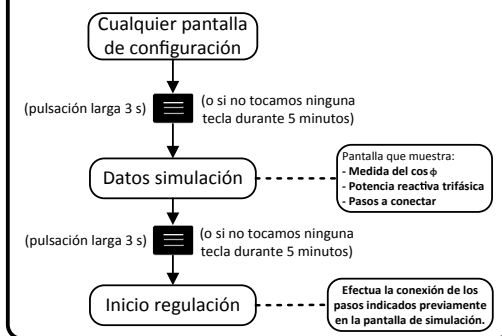 Cualquier pantalla
de configuración
(pulsación larga 3 s)
(o si no tocamos ninguna
tecla durante 5 minutos)
Datos simulación
Pantalla que muestra:
- Medida del cos ϕ
- Potencia reactiva trifásica
- Pasos a conectar
(pulsación larga 3 s)
(o si no tocamos ninguna
tecla durante 5 minutos)
Inicio regulación
Efectua la conexión de los
pasos indicados previamente
en la pantalla de simulación.